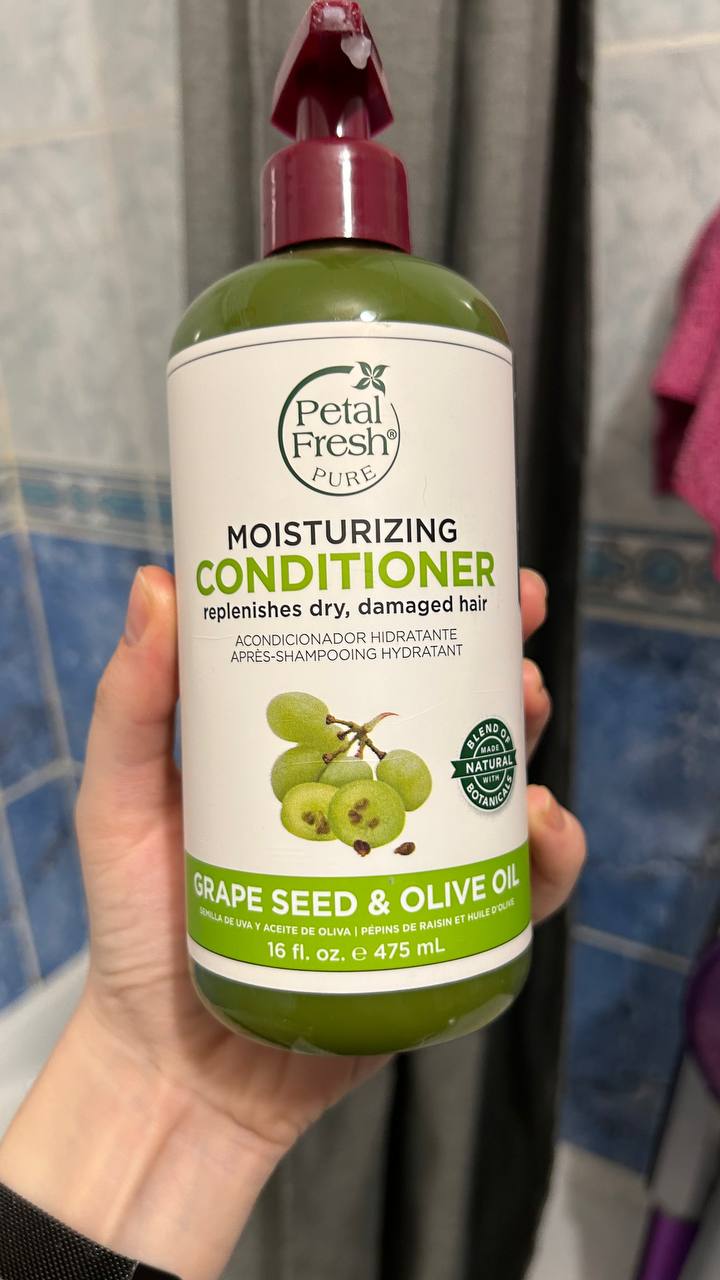 Petal
Fresh®
PURE
MOISTURIZING
CONDITIONER
replenishes dry, damaged hair
ACONDICIONADOR HIDRATANTE
APRÈS-SHAMPOOING HYDRATANT
BLEND OF
MADE
NATURAL
WITH
BOTANICALS
GRAPE SEED & OLIVE OIL
SEMILLA DE UVA Y ACEITE DE OLIVA | PÉPINS DE RAISIN ET HUILE D'OLIVE
16 fl. oz. ℮ 475 mL